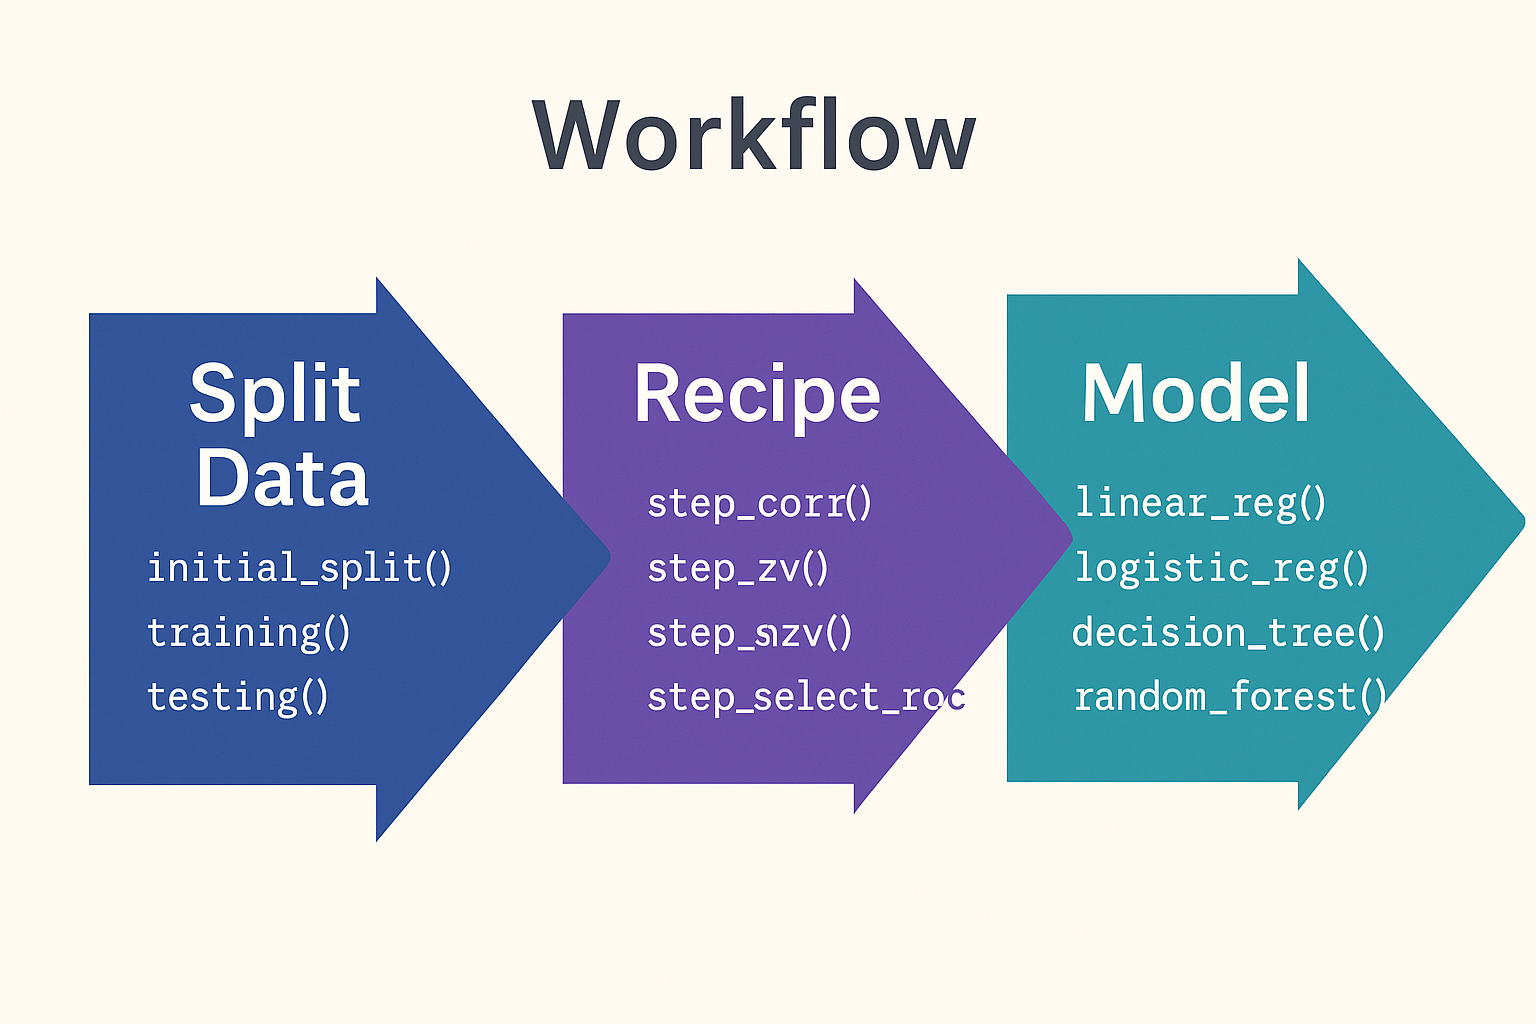 Workflow
Split
Data
initial_split()
training()
testing()
Recipe
step_corr()
step_zv()
step_nzv()
step_select_roc
Model
linear_reg()
logistic_reg()
decision_tree()
random_forest()